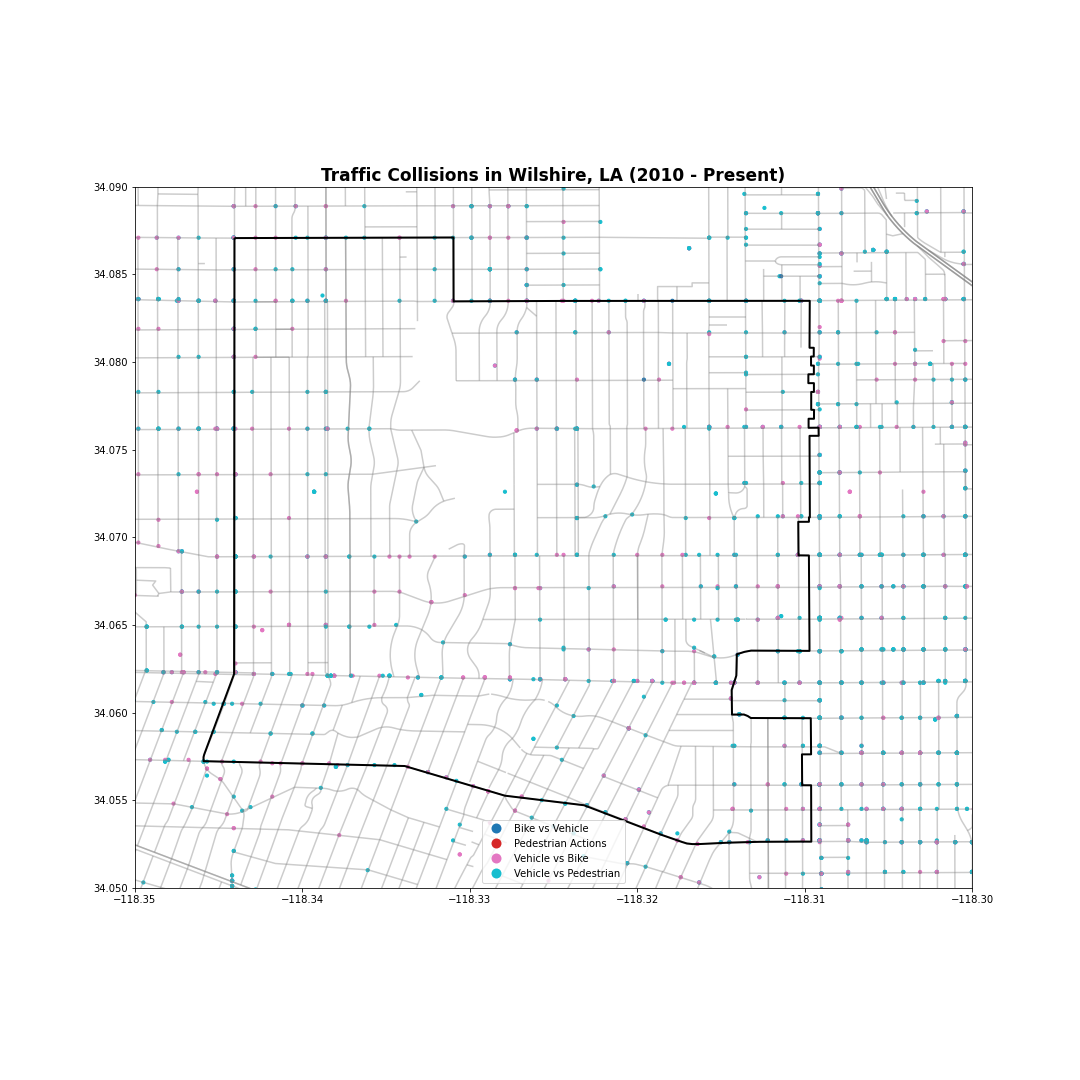 Traffic Collisions in Wilshire, LA (2010 - Present)
34.090
34.085
34.080
34.075
34.070
34.065
34.060
34.055
34.050
Bike vs Vehicle
Pedestrian Actions
Vehicle vs Bike
Vehicle vs Pedestrian
−118.35 −118.34 −118.33 −118.32 −118.31 −118.30